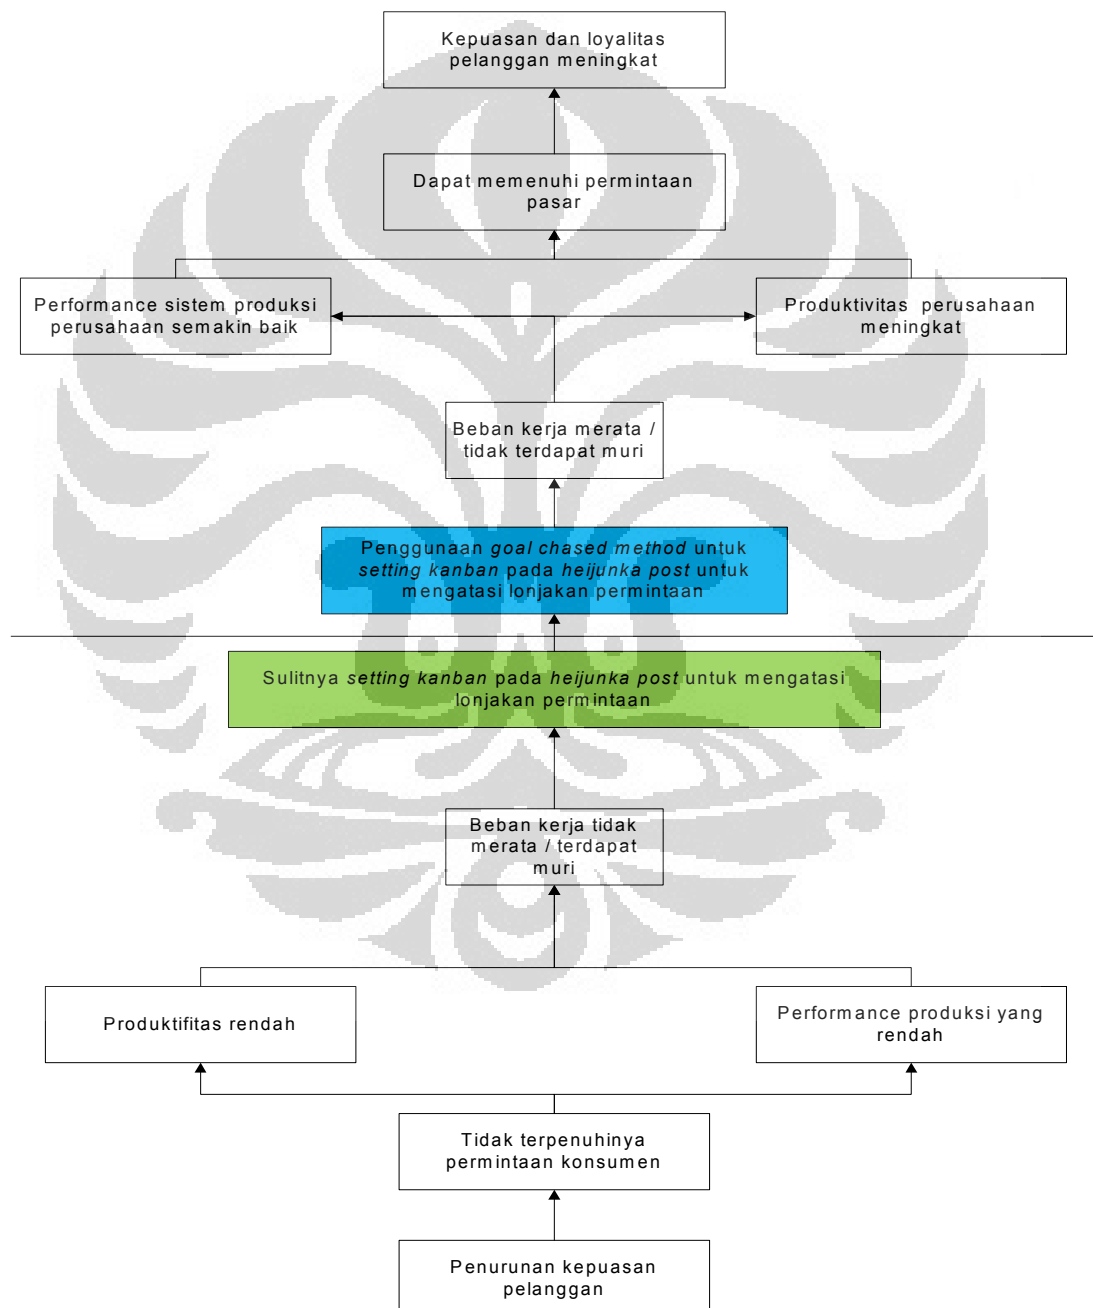 Kepuasan dan loyalitas
pelanggan meningkat
Dapat memenuhi permintaan
pasar
Performance sistem produksi
perusahaan semakin baik
Produktivitas perusahaan
meningkat
Beban kerja merata /
tidak terdapat muri
Penggunaan goal chased method untuk
setting kanban pada heijunka post untuk
mengatasi lonjakan permintaan
Sulitnya setting kanban pada heijunka post untuk mengatasi
lonjakan permintaan
Beban kerja tidak
merata / terdapat
muri
Produktifitas rendah
Performance produksi yang
rendah
Tidak terpenuhinya
permintaan konsumen
Penurunan kepuasan
pelanggan